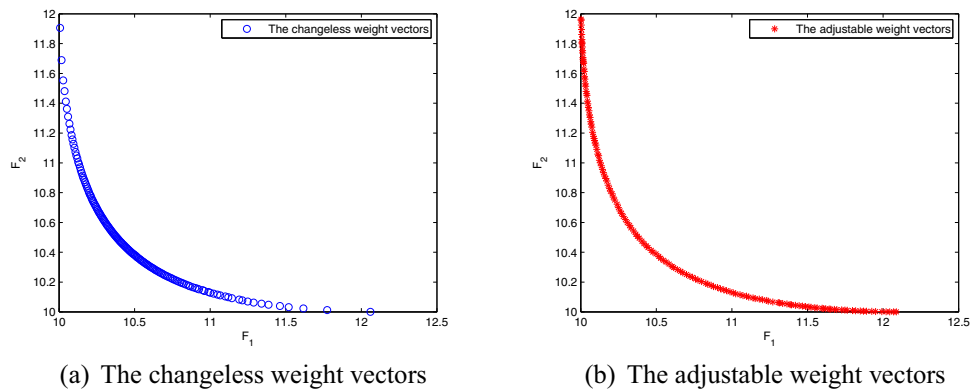 The changeless weight vectors
12
11.8
11.6
11.4
11.2
11
10.8
10.6
10.4
10.2
10
F2
10 10.5 11 11.5 12 12.5
F1
(a) The changeless weight vectors
The adjustable weight vectors
12
11.8
11.6
11.4
11.2
11
10.8
10.6
10.4
10.2
10
F2
10 10.5 11 11.5 12 12.5
F1
(b) The adjustable weight vectors